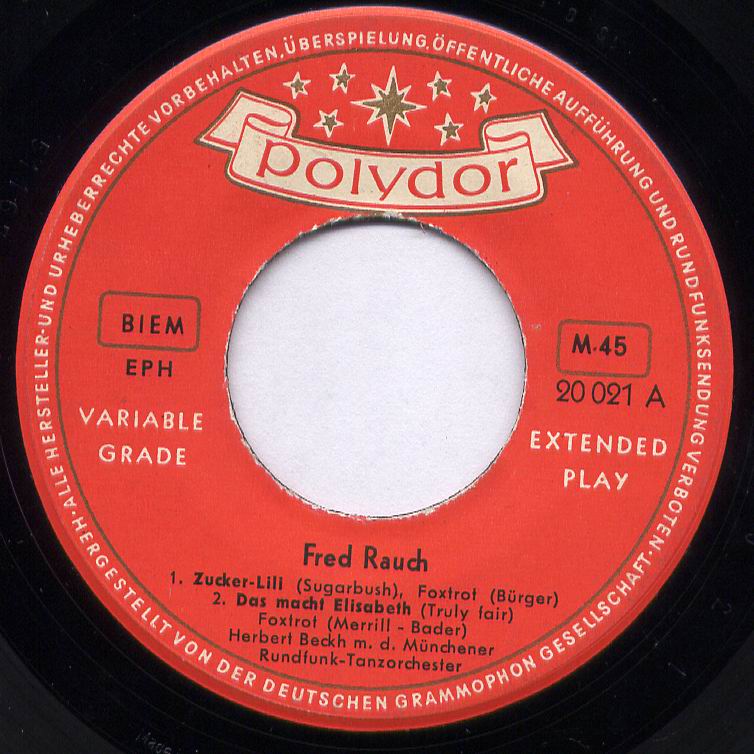 ·ALLE HERSTELLER-UND URHEBERRECHTE VORBEHALTEN,ÜBERSPIELUNG,ÖFFENTLICHE AUFFÜHRUNG UND RUNDFUNKSENDUNG VERBOTEN.
polydor
BIEM
EPH
M·45
20 021 A
VARIABLE
GRADE
EXTENDED
PLAY
Fred Rauch
1. Zucker-Lili (Sugarbush), Foxtrot (Bürger)
2. Das macht Elisabeth (Truly fair)
Foxtrot (Merrill - Bader)
Herbert Beckh m. d. Münchener
Rundfunk-Tanzorchester
HERGESTELLT VON DER DEUTSCHEN GRAMMOPHON GESELLSCHAFT·